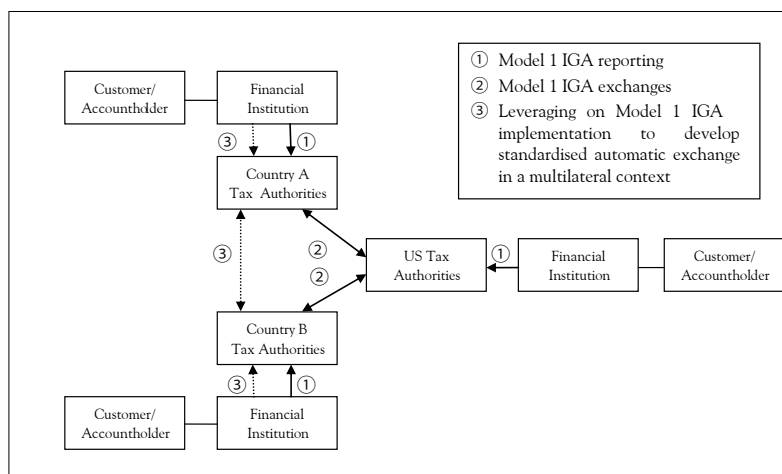 ① Model 1 IGA reporting
② Model 1 IGA exchanges
③ Leveraging on Model 1 IGA
implementation to develop
standardised automatic exchange
in a multilateral context
Customer/
Accountholder
Financial
Institution
③
①
Country A
Tax Authorities
②
③
②
US Tax
Authorities
①
Financial
Institution
Customer/
Accountholder
Country B
Tax Authorities
③
①
Customer/
Accountholder
Financial
Institution